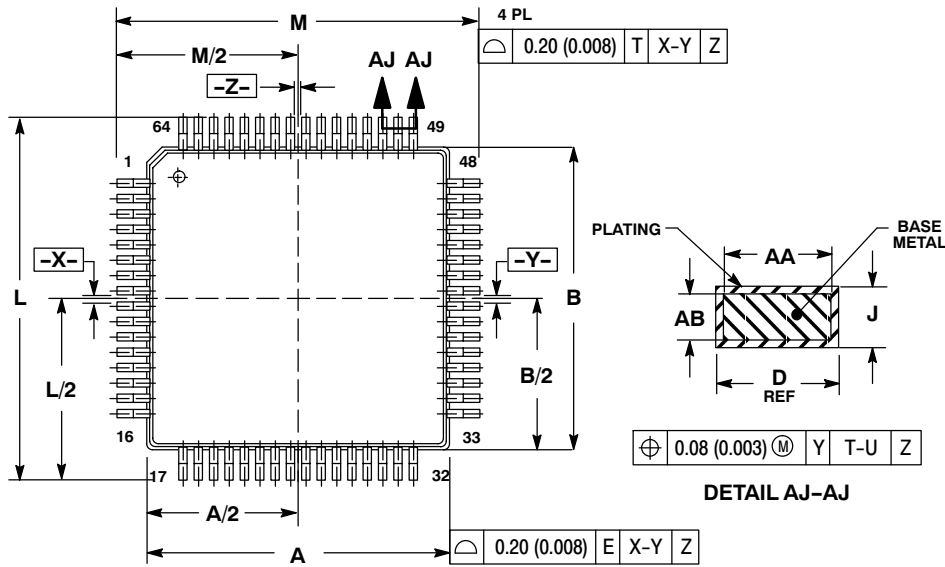 M
4 PL
⌓ 0.20 (0.008) T X–Y Z
M/2
AJ AJ
–Z–
64
49
1
48
–X–
–Y–
L
B
L/2
B/2
16
33
17
32
A/2
A
⌓ 0.20 (0.008) E X–Y Z
PLATING
BASE
METAL
AA
AB
J
D
REF
⌖ 0.08 (0.003) Ⓜ Y T–U Z
DETAIL AJ–AJ